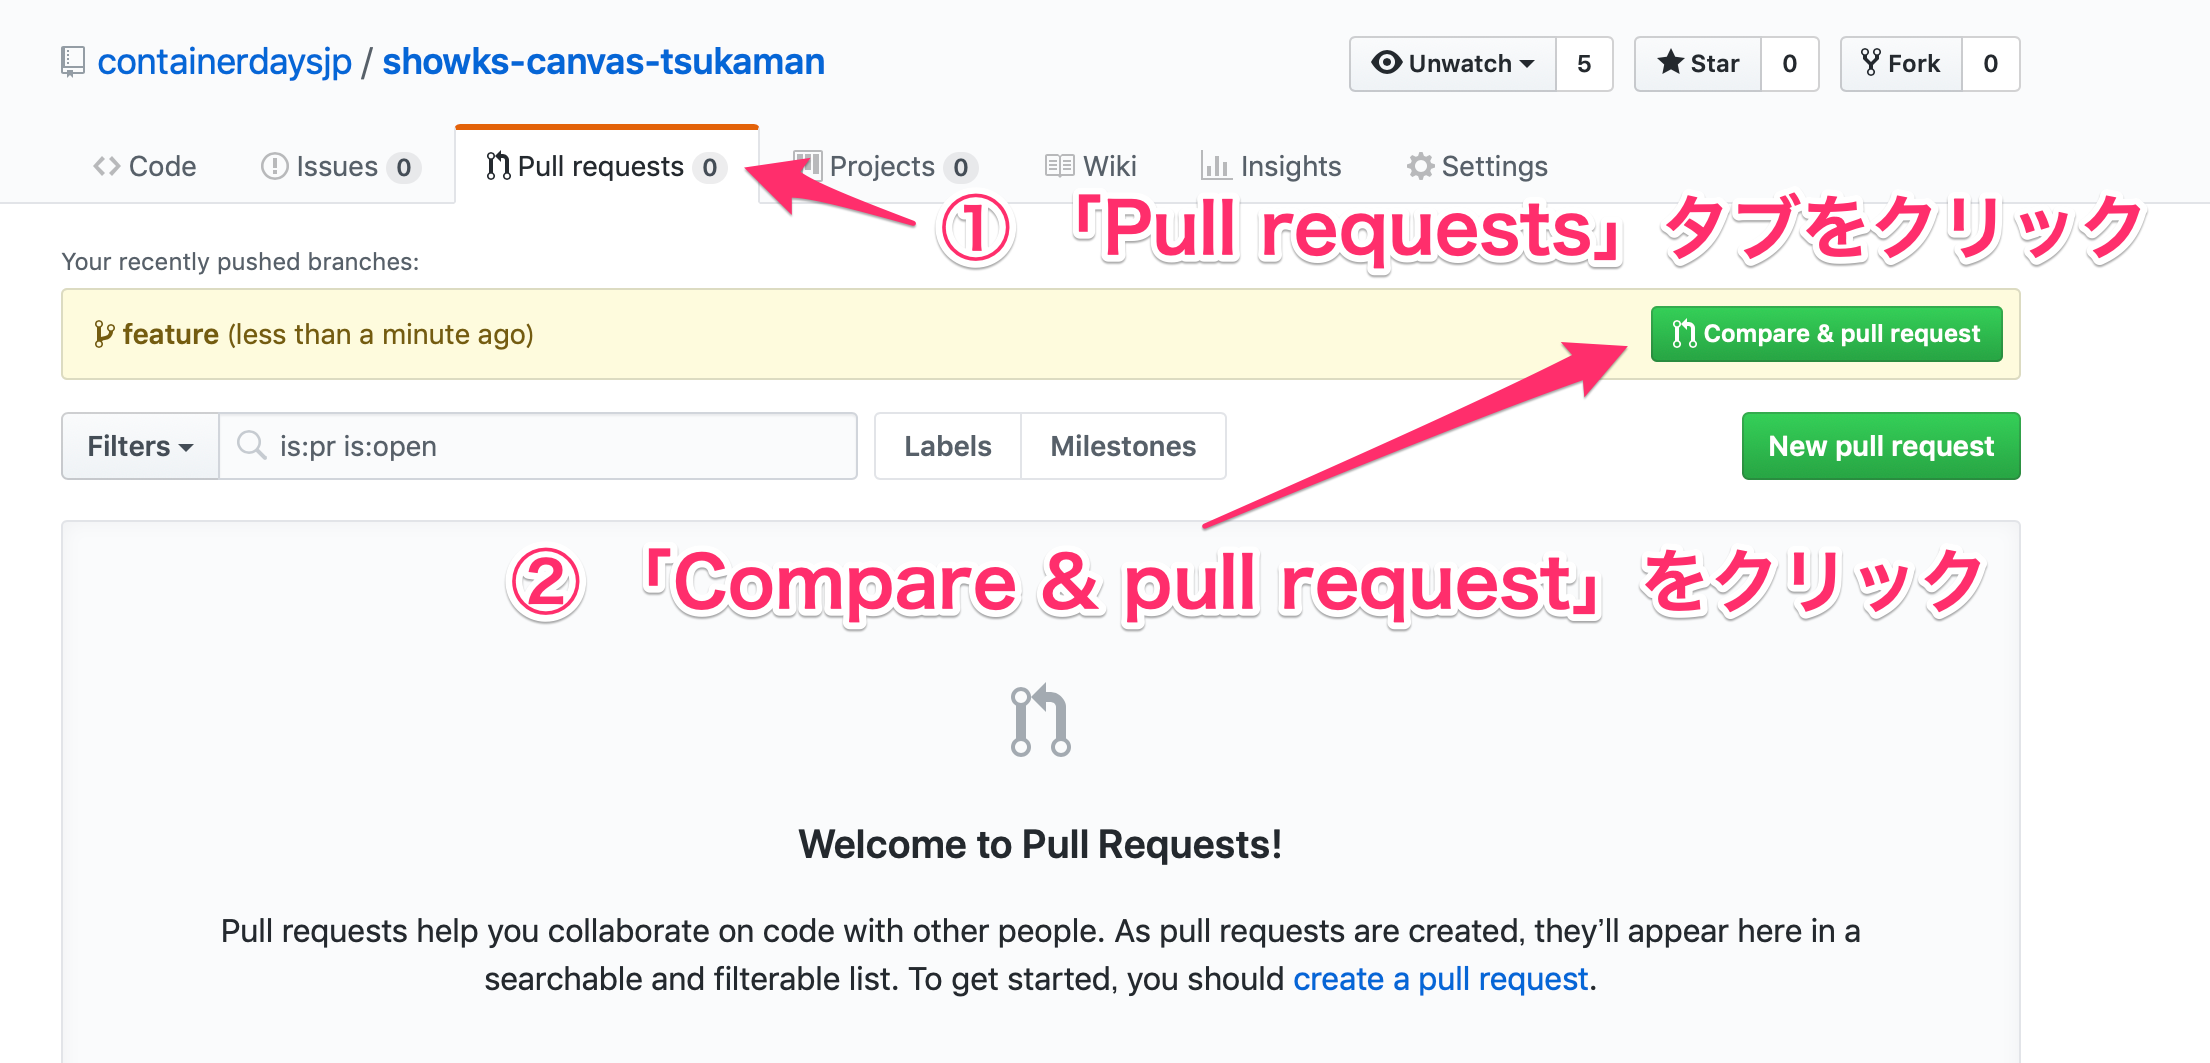 containerdaysjp / showks-canvas-tsukaman
Unwatch 5 Star 0 Fork 0
Code Issues 0 Pull requests 0 Projects 0 Wiki Insights Settings
① 「Pull requests」タブをクリック
Your recently pushed branches:
feature (less than a minute ago) Compare & pull request
Filters is:pr is:open Labels Milestones New pull request
② 「Compare & pull request」をクリック
Welcome to Pull Requests!
Pull requests help you collaborate on code with other people. As pull requests are created, they’ll appear here in a
searchable and filterable list. To get started, you should create a pull request.